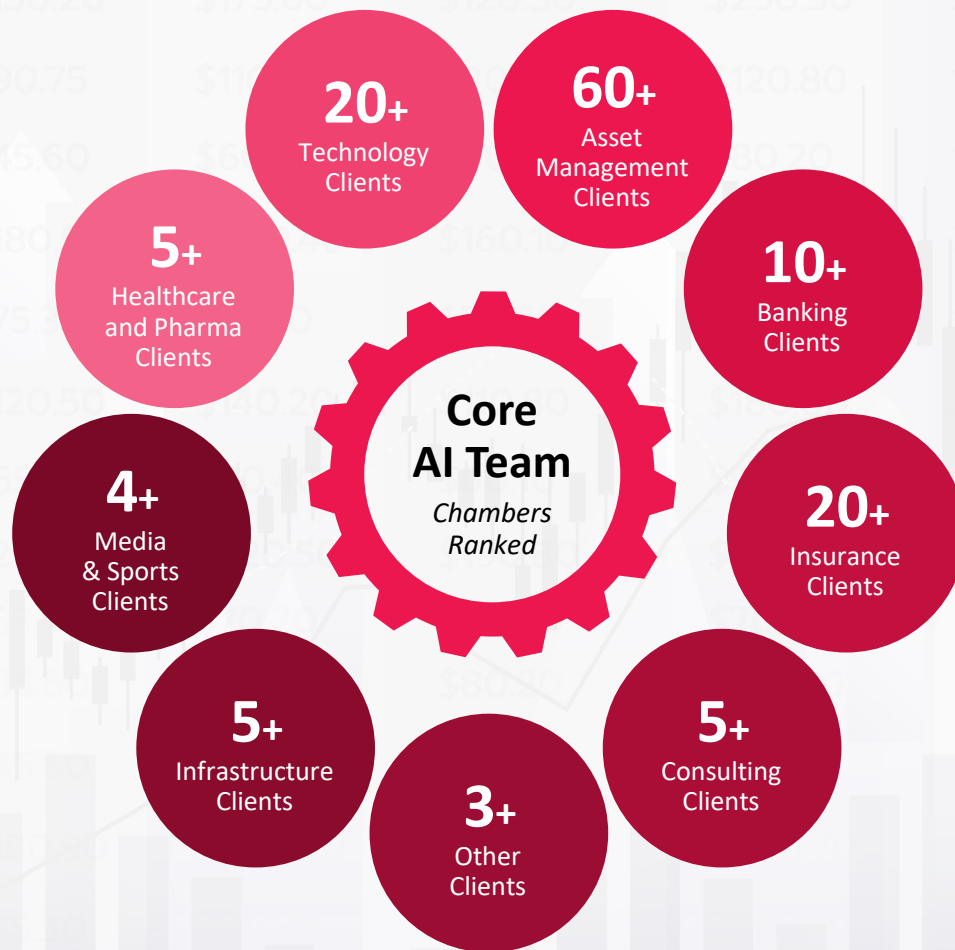 20+
Technology
Clients
60+
Asset
Management
Clients
5+
Healthcare
and Pharma
Clients
10+
Banking
Clients
Core
AI Team
Chambers
Ranked
4+
Media
& Sports
Clients
20+
Insurance
Clients
5+
Infrastructure
Clients
5+
Consulting
Clients
3+
Other
Clients